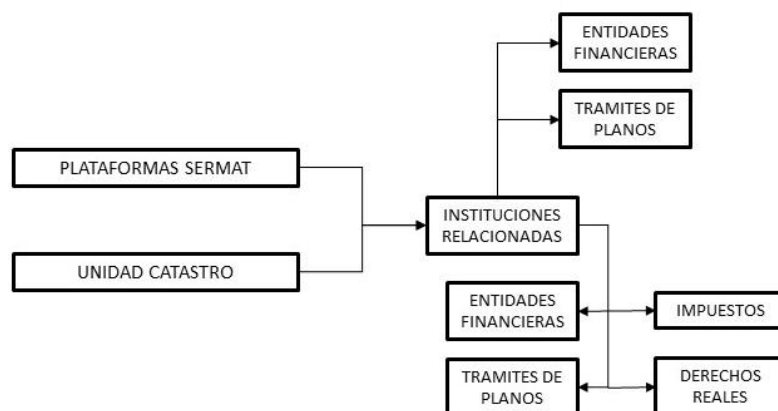 ENTIDADES
FINANCIERAS
TRAMITES DE
PLANOS
PLATAFORMAS SERMAT
INSTITUCIONES
RELACIONADAS
UNIDAD CATASTRO
ENTIDADES
FINANCIERAS
IMPUESTOS
TRAMITES DE
PLANOS
DERECHOS
REALES